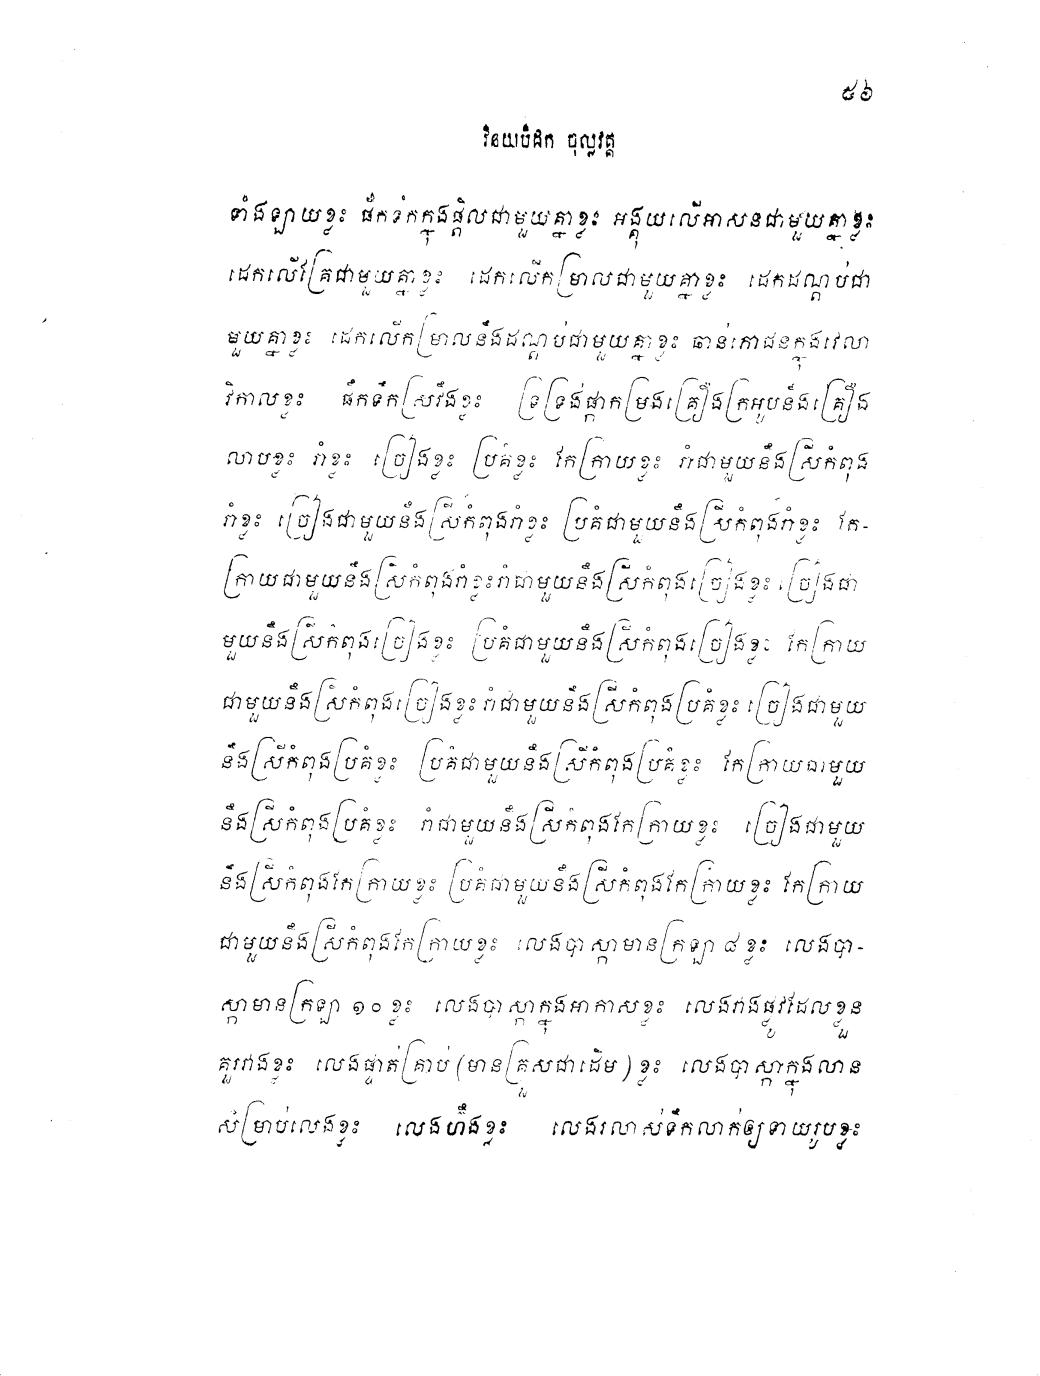 ៥៦
វិនយបិដក ចុល្លវគ្គ
ទាំងឡាយខ្លះ ផឹកទឹកក្នុងផ្តិលជាមួយគ្នាខ្លះ អង្គុយលើអាសនជាមួយគ្នាខ្លះ
ដេកលើគ្រែជាមួយគ្នាខ្លះ ដេកលើកម្រាលជាមួយគ្នាខ្លះ ដេកដណ្តប់ជា
មួយគ្នាខ្លះ ដេកលើកម្រាលនឹងដណ្តប់ជាមួយគ្នាខ្លះ ឆាន់ភោជនក្នុងវេលា
វិកាលខ្លះ ផឹកទឹកស្រវឹងខ្លះ ទ្រទ្រង់ផ្កាកម្រងគ្រឿងក្រអូបនឹងគ្រឿង
លាបខ្លះ រាំខ្លះ ច្រៀងខ្លះ ប្រគំខ្លះ កែក្រាយខ្លះ រាំជាមួយនឹងស្រីកំពុង
រាំខ្លះ ច្រៀងជាមួយនឹងស្រីកំពុងរាំខ្លះ ប្រគំជាមួយនឹងស្រីកំពុងរាំខ្លះ កែ-
ក្រាយជាមួយនឹងស្រីកំពុងរាំខ្លះ រាំជាមួយនឹងស្រីកំពុងច្រៀងខ្លះ ច្រៀងជា
មួយនឹងស្រីកំពុងច្រៀងខ្លះ ប្រគំជាមួយនឹងស្រីកំពុងច្រៀងខ្លះ កែក្រាយ
ជាមួយនឹងស្រីកំពុងច្រៀងខ្លះ រាំជាមួយនឹងស្រីកំពុងប្រគំខ្លះ ច្រៀងជាមួយ
នឹងស្រីកំពុងប្រគំខ្លះ ប្រគំជាមួយនឹងស្រីកំពុងប្រគំខ្លះ កែក្រាយជាមួយ
នឹងស្រីកំពុងប្រគំខ្លះ រាំជាមួយនឹងស្រីកំពុងកែក្រាយខ្លះ ច្រៀងជាមួយ
នឹងស្រីកំពុងកែក្រាយខ្លះ ប្រគំជាមួយនឹងស្រីកំពុងកែក្រាយខ្លះ កែក្រាយ
ជាមួយនឹងស្រីកំពុងកែក្រាយខ្លះ លេងបាស្កាមានក្រឡា ៨ ខ្លះ លេងបា-
ស្កាមានក្រឡា ១០ ខ្លះ លេងបាស្កាក្នុងអាកាសខ្លះ លេងវាងផ្លូវដែលខ្លួន
គួរវាងខ្លះ លេងផ្ទាត់គ្រាប់ (មានគ្រួសជាដើម) ខ្លះ លេងបាស្កាក្នុងលាន
សម្រាប់លេងខ្លះ លេងហ៊ឹងខ្លះ លេងរលាស់ទឹកលាក់ឲ្យទាយរូបខ្លះ